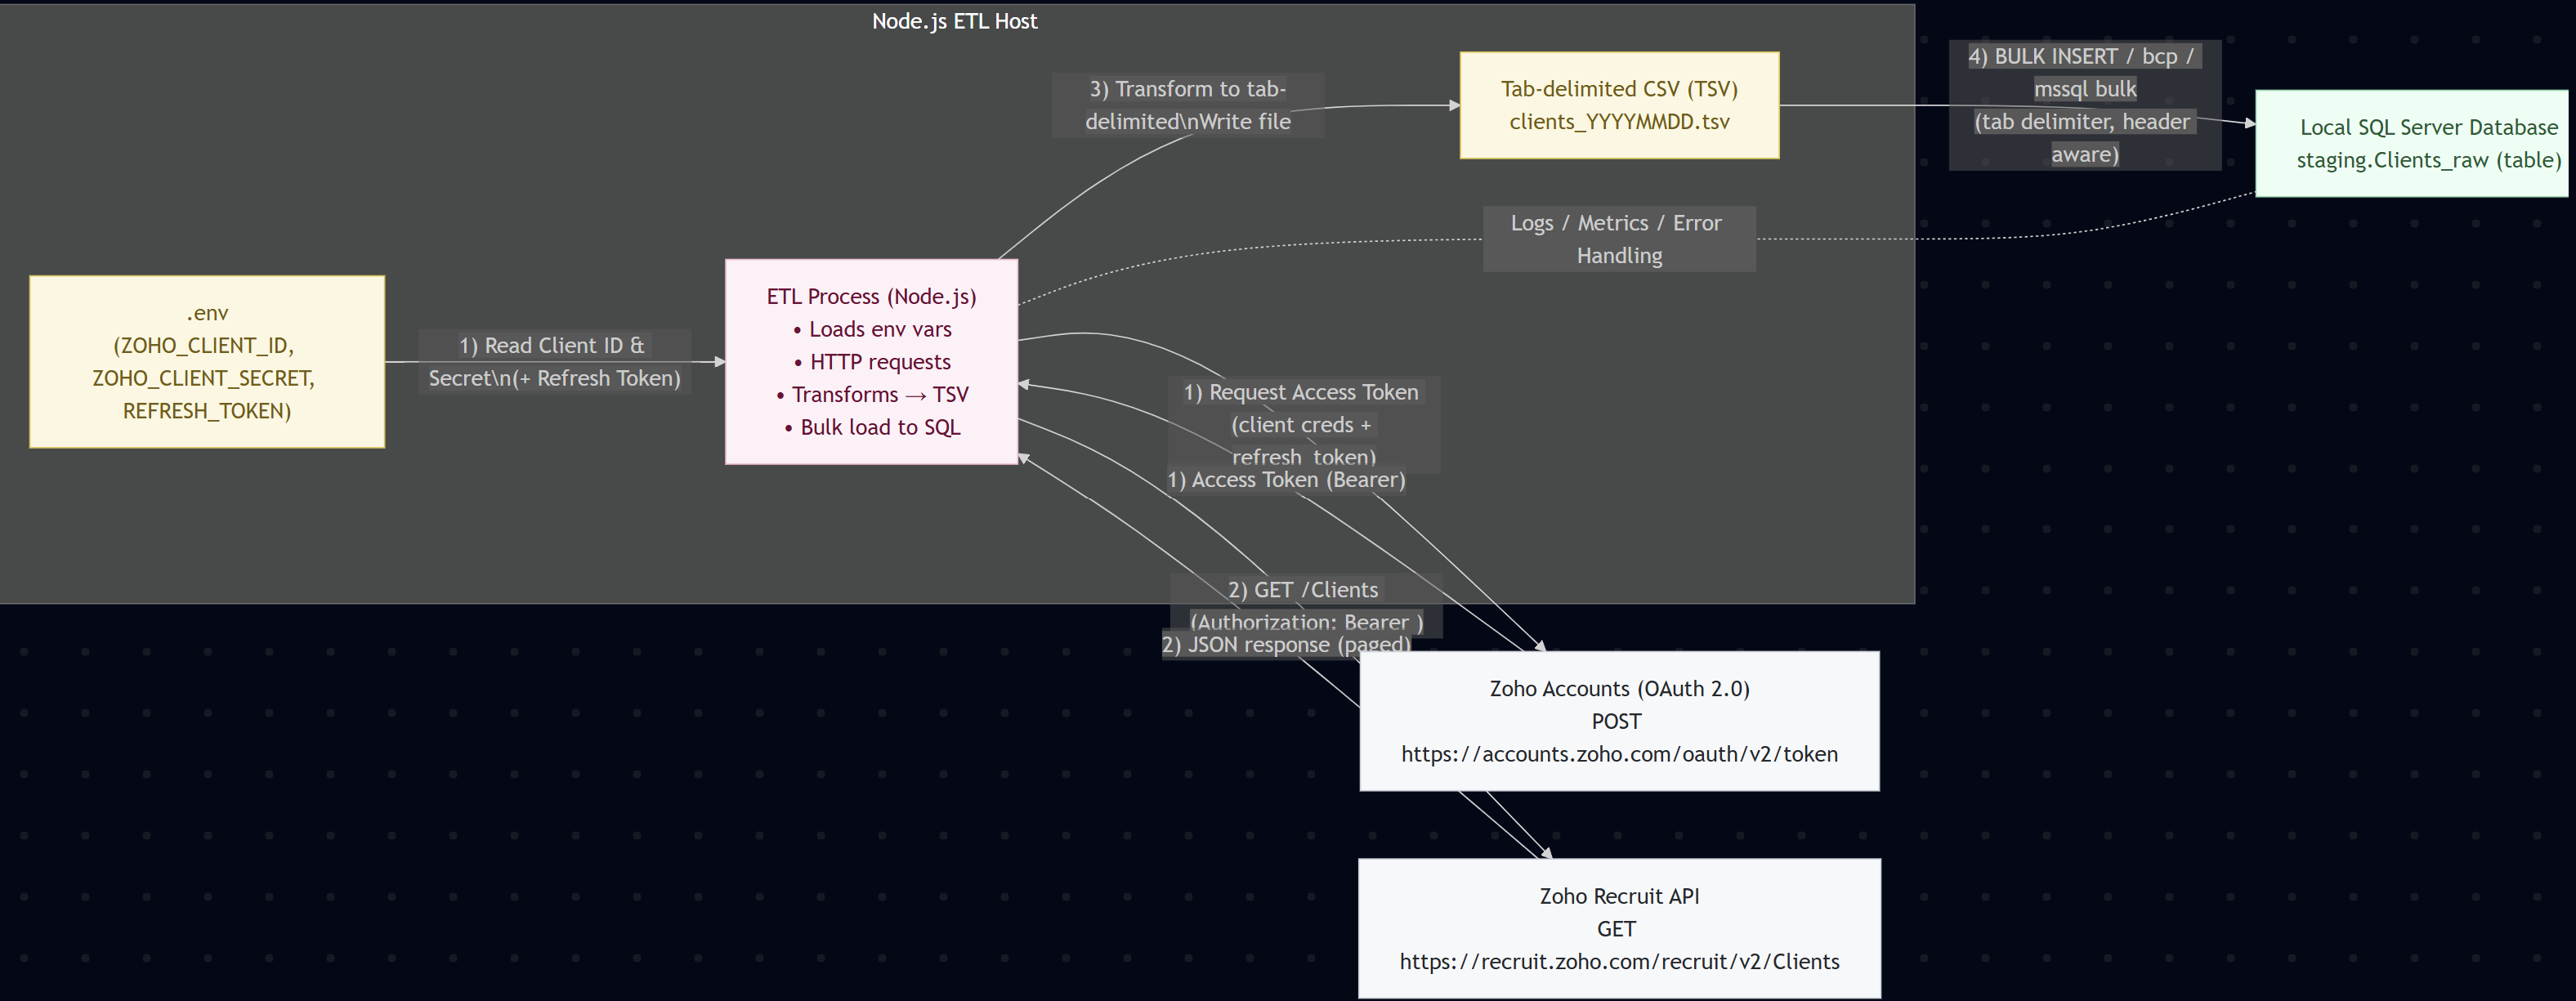 Node.js ETL Host
.env
(ZOHO_CLIENT_ID,
ZOHO_CLIENT_SECRET,
REFRESH_TOKEN)
1) Read Client ID &
Secret\n(+ Refresh Token)
ETL Process (Node.js)
• Loads env vars
• HTTP requests
• Transforms → TSV
• Bulk load to SQL
3) Transform to tab-
delimited\nWrite file
Tab-delimited CSV (TSV)
clients_YYYYMMDD.tsv
4) BULK INSERT / bcp /
mssql bulk
(tab delimiter, header
aware)
Local SQL Server Database
staging.Clients_raw (table)
Logs / Metrics / Error
Handling
1) Request Access Token
(client creds +
refresh_token)
1) Access Token (Bearer)
2) GET /Clients
(Authorization: Bearer )
2) JSON response (paged)
Zoho Accounts (OAuth 2.0)
POST
https://accounts.zoho.com/oauth/v2/token
Zoho Recruit API
GET
https://recruit.zoho.com/recruit/v2/Clients